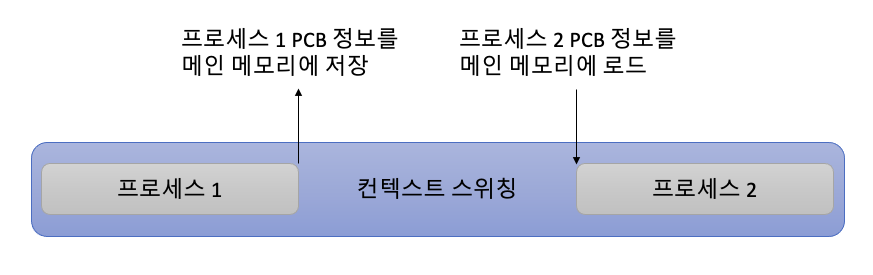 프로세스 1 PCB 정보를
메인 메모리에 저장
프로세스 2 PCB 정보를
메인 메모리에 로드
프로세스 1
컨텍스트 스위칭
프로세스 2